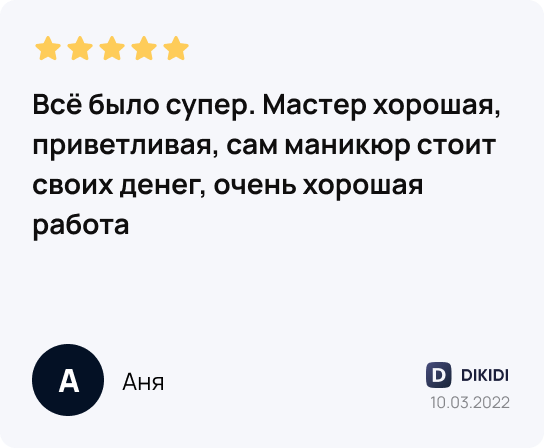 Всё было супер. Мастер хорошая,
приветливая, сам маникюр стоит
своих денег, очень хорошая
работа
А
Аня
D DIKIDI
10.03.2022